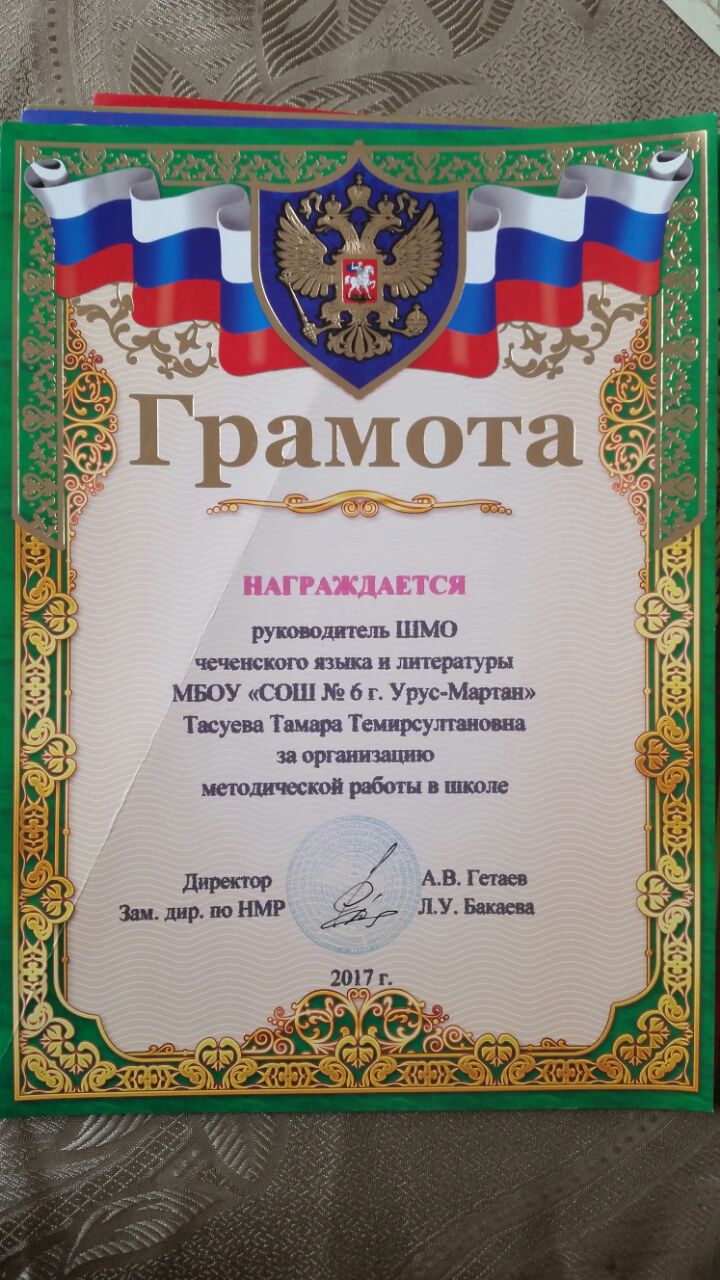 Грамота
НАГРАЖДАЕТСЯ
руководитель ШМО
чеченского языка и литературы
МБОУ «СОШ № 6 г. Урус-Мартан»
Тасуева Тамара Темирсултановна
за организацию
методической работы в школе
Директор А.В. Гетаев
Зам. дир. по НМР Л.У. Бакаева
2017 г.